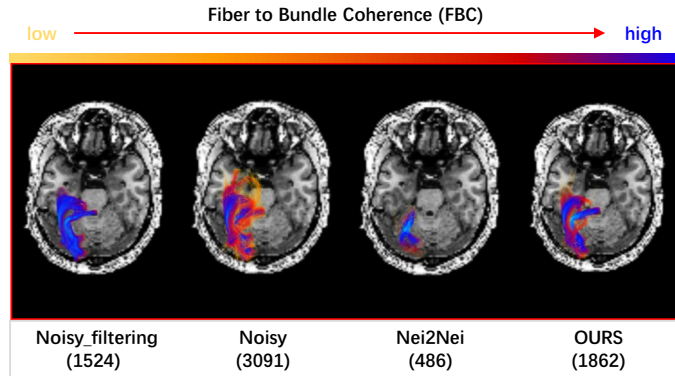 Fiber to Bundle Coherence (FBC)
low high
Noisy_filtering Noisy Nei2Nei OURS
(1524) (3091) (486) (1862)